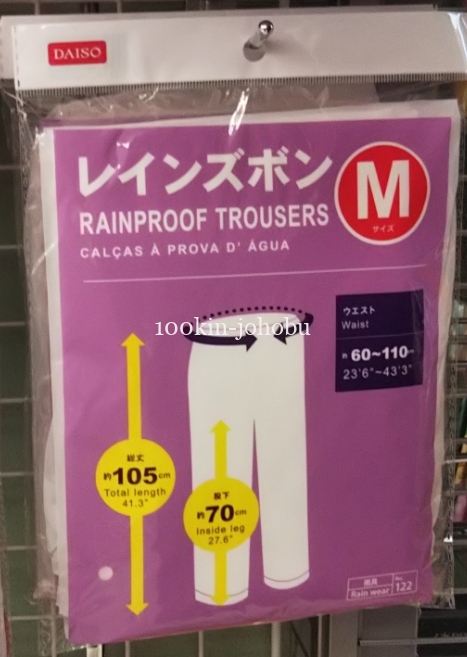 DAISO
レインズボン
M
サイズ
RAINPROOF TROUSERS
CALÇAS À PROVA D' ÁGUA
100kin-johobu
ウエスト
Waist
約 60~110cm
23'6"~43'3"
総丈
約105cm
Total length
41.3"
股下
約70cm
Inside leg
27.6"
雨具
Rain wear
No.
122